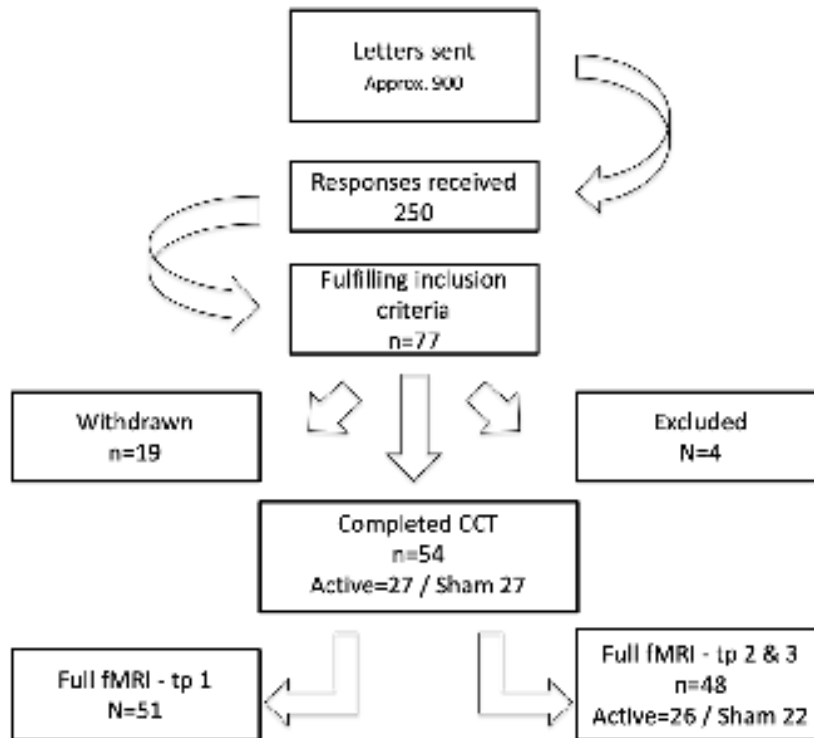 Letters sent
Approx. 900
Responses received
250
Fulfilling inclusion
criteria
n=77
Withdrawn
n=19
Excluded
N=4
Completed CCT
n=54
Active=27 / Sham 27
Full fMRI - tp 1
N=51
Full fMRI - tp 2 & 3
n=48
Active=26 / Sham 22